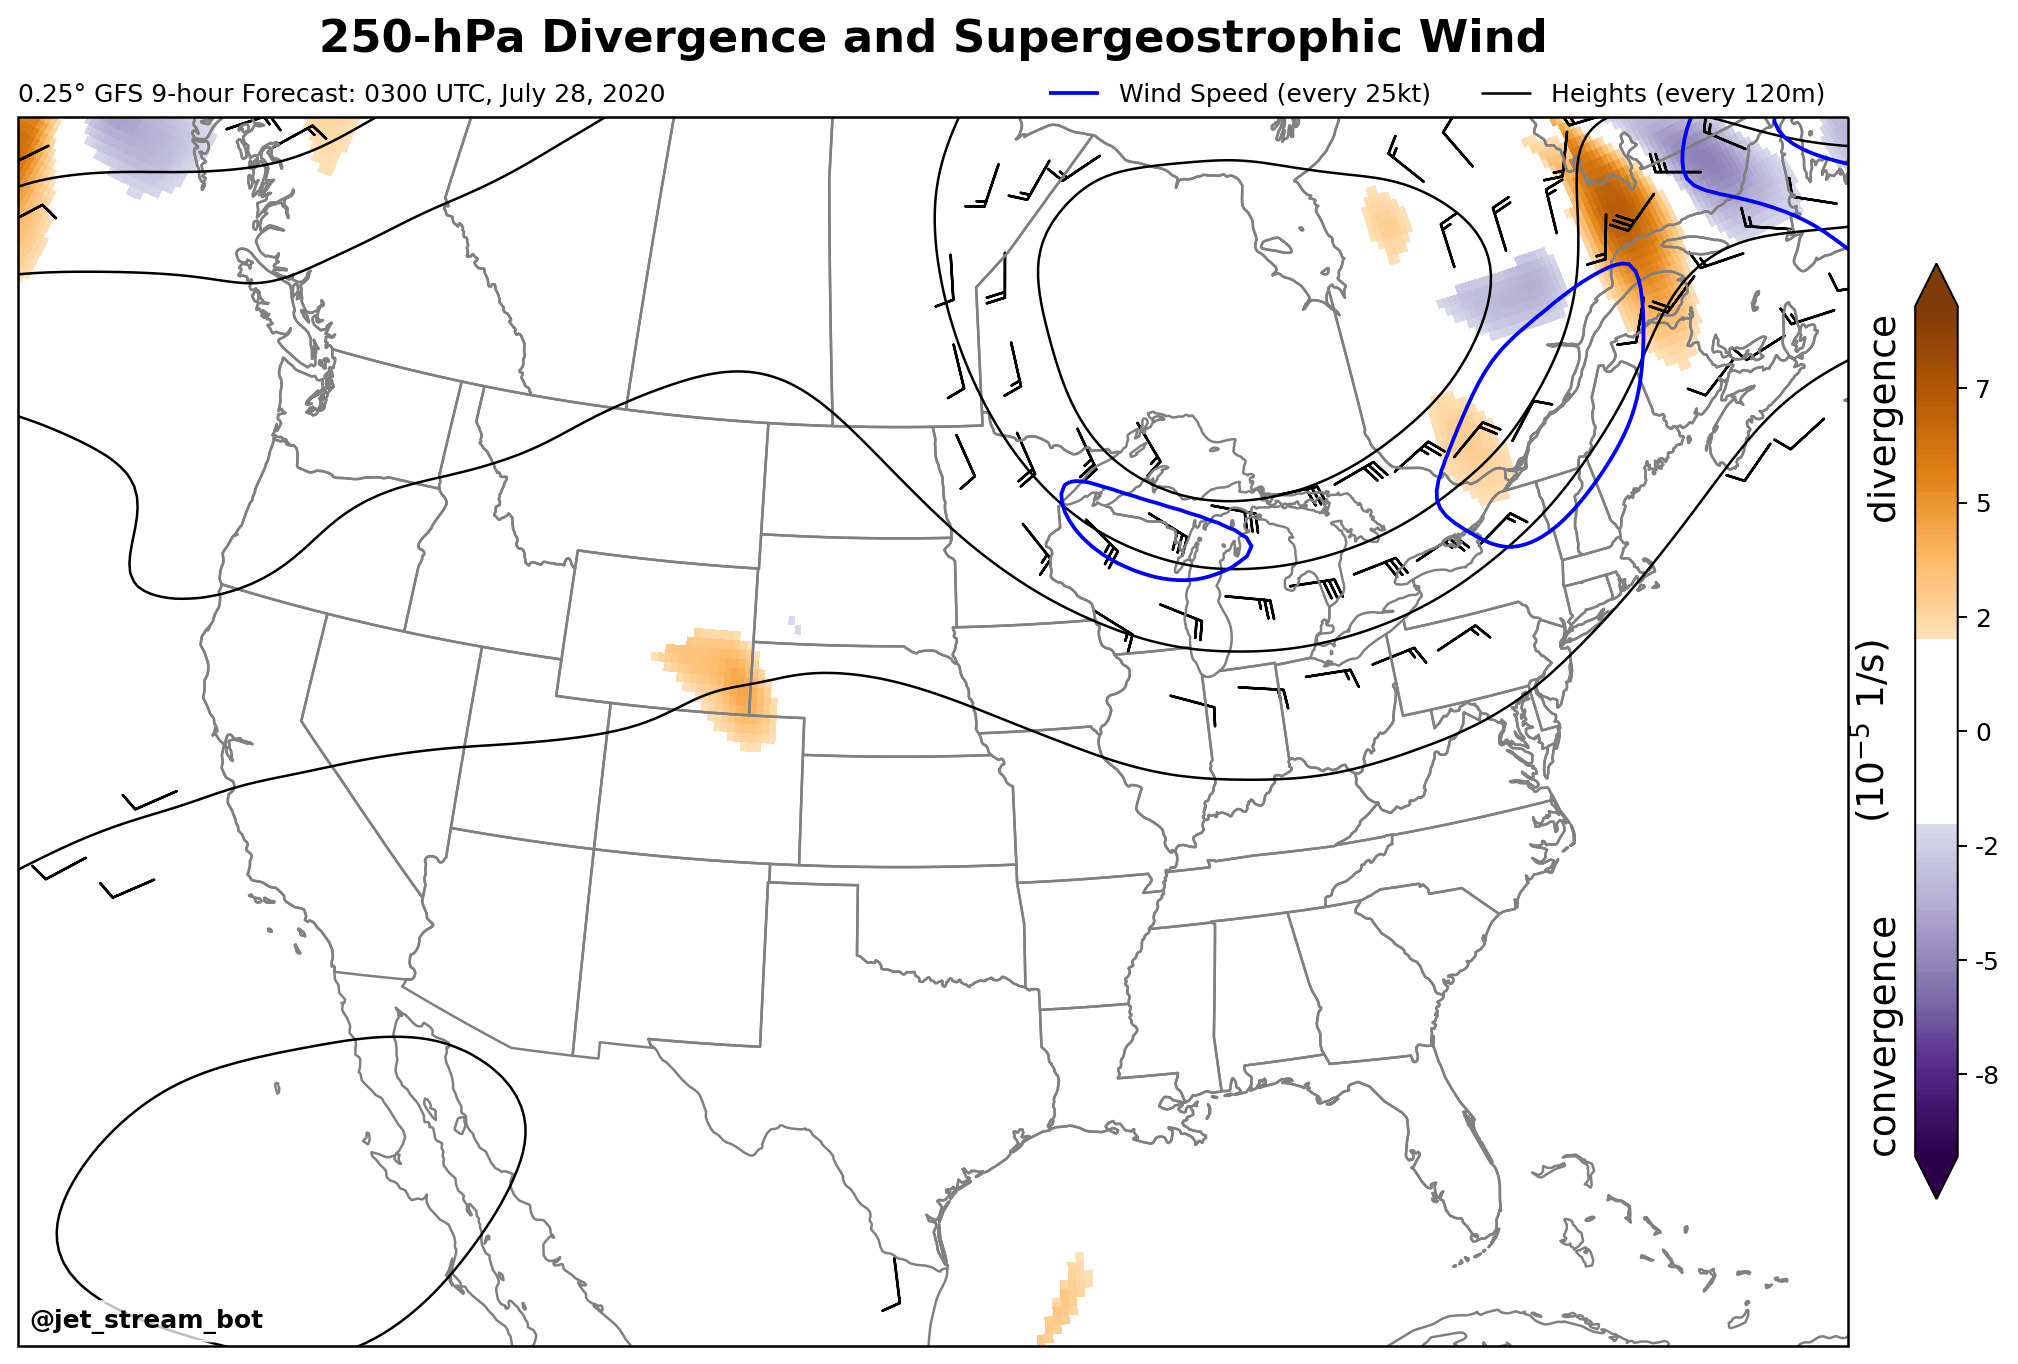 250-hPa Divergence and Supergeostrophic Wind
0.25° GFS 9-hour Forecast: 0300 UTC, July 28, 2020
Wind Speed (every 25kt)
Heights (every 120m)
divergence
(10⁻⁵ 1/s)
convergence
7
5
2
0
-2
-5
-8
@jet_stream_bot